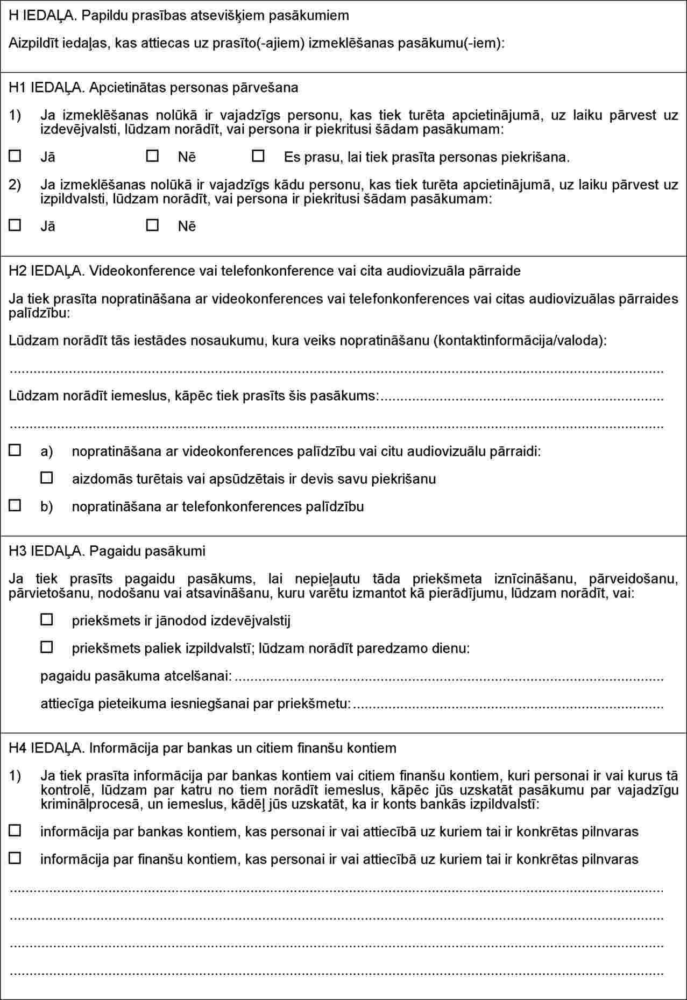 H IEDAĻA. Papildu prasības atsevišķiem pasākumiem
Aizpildīt iedaļas, kas attiecas uz prasīto(-ajiem) izmeklēšanas pasākumu(-iem):
H1 IEDAĻA. Apcietinātas personas pārvešana
1) Ja izmeklēšanas nolūkā ir vajadzīgs personu, kas tiek turēta apcietinājumā, uz laiku pārvest uz
izdevējvalsti, lūdzam norādīt, vai persona ir piekritusi šādam pasākumam:
☐ Jā ☐ Nē ☐ Es prasu, lai tiek prasīta personas piekrišana.
2) Ja izmeklēšanas nolūkā ir vajadzīgs kādu personu, kas tiek turēta apcietinājumā, uz laiku pārvest uz
izpildvalsti, lūdzam norādīt, vai persona ir piekritusi šādam pasākumam:
☐ Jā ☐ Nē
H2 IEDAĻA. Videokonference vai telefonkonference vai cita audiovizuāla pārraide
Ja tiek prasīta nopratināšana ar videokonferences vai telefonkonferences vai citas audiovizuālas pārraides
palīdzību:
Lūdzam norādīt tās iestādes nosaukumu, kura veiks nopratināšanu (kontaktinformācija/valoda):
Lūdzam norādīt iemeslus, kāpēc tiek prasīts šis pasākums:
☐ a) nopratināšana ar videokonferences palīdzību vai citu audiovizuālu pārraidi:
☐ aizdomās turētais vai apsūdzētais ir devis savu piekrišanu
☐ b) nopratināšana ar telefonkonferences palīdzību
H3 IEDAĻA. Pagaidu pasākumi
Ja tiek prasīts pagaidu pasākums, lai nepieļautu tāda priekšmeta iznīcināšanu, pārveidošanu,
pārvietošanu, nodošanu vai atsavināšanu, kuru varētu izmantot kā pierādījumu, lūdzam norādīt, vai:
☐ priekšmets ir jānodod izdevējvalstij
☐ priekšmets paliek izpildvalstī; lūdzam norādīt paredzamo dienu:
pagaidu pasākuma atcelšanai:
attiecīga pieteikuma iesniegšanai par priekšmetu:
H4 IEDAĻA. Informācija par bankas un citiem finanšu kontiem
1) Ja tiek prasīta informācija par bankas kontiem vai citiem finanšu kontiem, kuri personai ir vai kurus tā
kontrolē, lūdzam par katru no tiem norādīt iemeslus, kāpēc jūs uzskatāt pasākumu par vajadzīgu
kriminālprocesā, un iemeslus, kādēļ jūs uzskatāt, ka ir konts bankās izpildvalstī:
☐ informācija par bankas kontiem, kas personai ir vai attiecībā uz kuriem tai ir konkrētas pilnvaras
☐ informācija par finanšu kontiem, kas personai ir vai attiecībā uz kuriem tai ir konkrētas pilnvaras